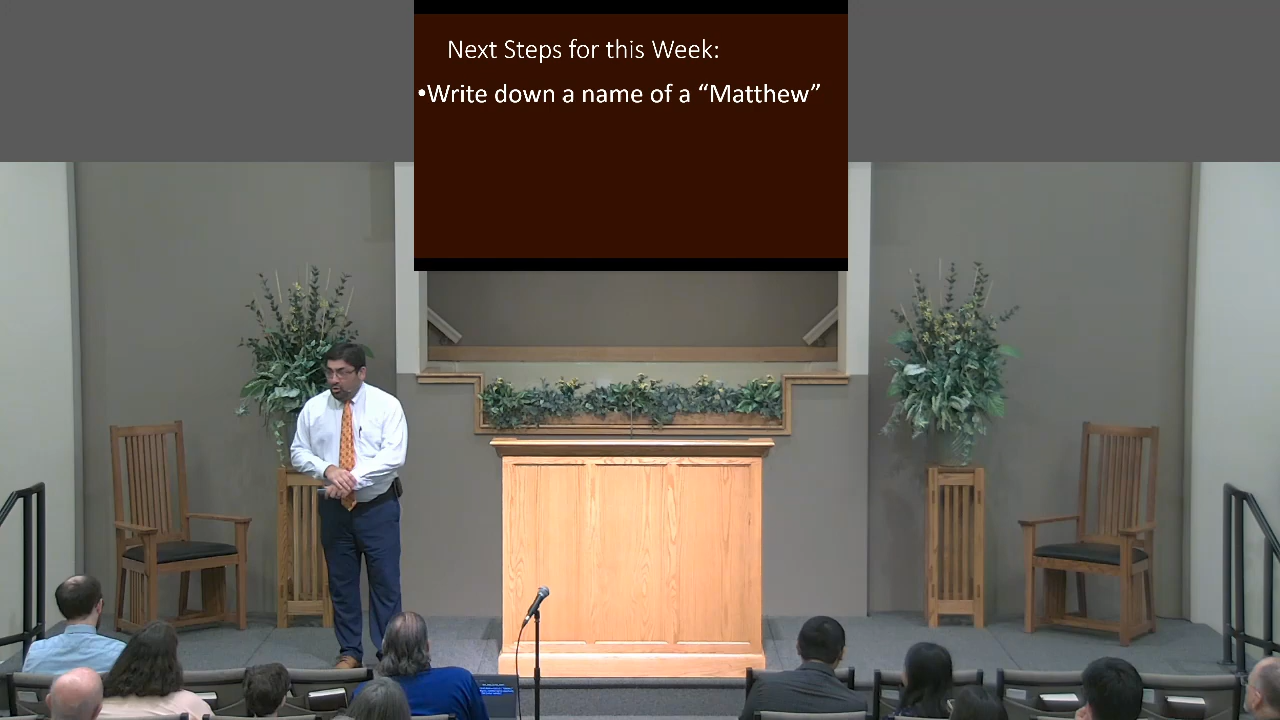 Next Steps for this Week:
•Write down a name of a “Matthew”